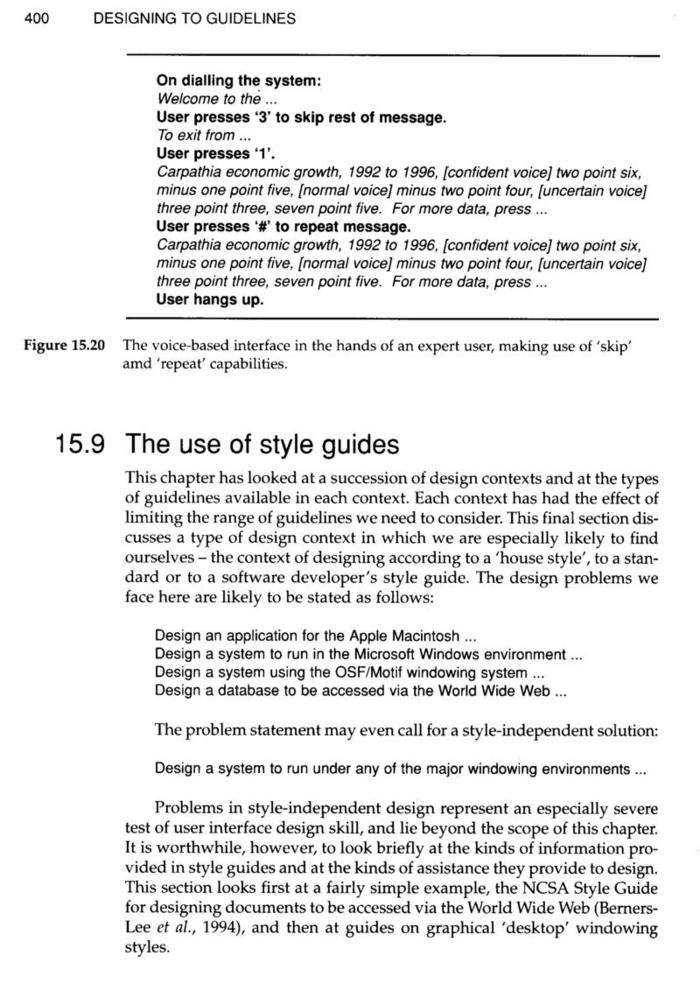 400 DESIGNING TO GUIDELINES
On dialling the system:
Welcome to the ...
User presses ‘3’ to skip rest of message.
To exit from ...
User presses ‘1’.
Carpathia economic growth, 1992 to 1996, [confident voice] two point six,
minus one point five, [normal voice] minus two point four, [uncertain voice]
three point three, seven point five. For more data, press ...
User presses ‘#’ to repeat message.
Carpathia economic growth, 1992 to 1996, [confident voice] two point six,
minus one point five, [normal voice] minus two point four, [uncertain voice]
three point three, seven point five. For more data, press ...
User hangs up.
Figure 15.20 The voice-based interface in the hands of an expert user, making use of ‘skip’
amd ‘repeat’ capabilities.
15.9 The use of style guides
This chapter has looked at a succession of design contexts and at the types
of guidelines available in each context. Each context has had the effect of
limiting the range of guidelines we need to consider. This final section dis-
cusses a type of design context in which we are especially likely to find
ourselves – the context of designing according to a ‘house style’, to a stan-
dard or to a software developer’s style guide. The design problems we
face here are likely to be stated as follows:
Design an application for the Apple Macintosh ...
Design a system to run in the Microsoft Windows environment ...
Design a system using the OSF/Motif windowing system ...
Design a database to be accessed via the World Wide Web ...
The problem statement may even call for a style-independent solution:
Design a system to run under any of the major windowing environments ...
Problems in style-independent design represent an especially severe
test of user interface design skill, and lie beyond the scope of this chapter.
It is worthwhile, however, to look briefly at the kinds of information pro-
vided in style guides and at the kinds of assistance they provide to design.
This section looks first at a fairly simple example, the NCSA Style Guide
for designing documents to be accessed via the World Wide Web (Berners-
Lee et al., 1994), and then at guides on graphical ‘desktop’ windowing
styles.